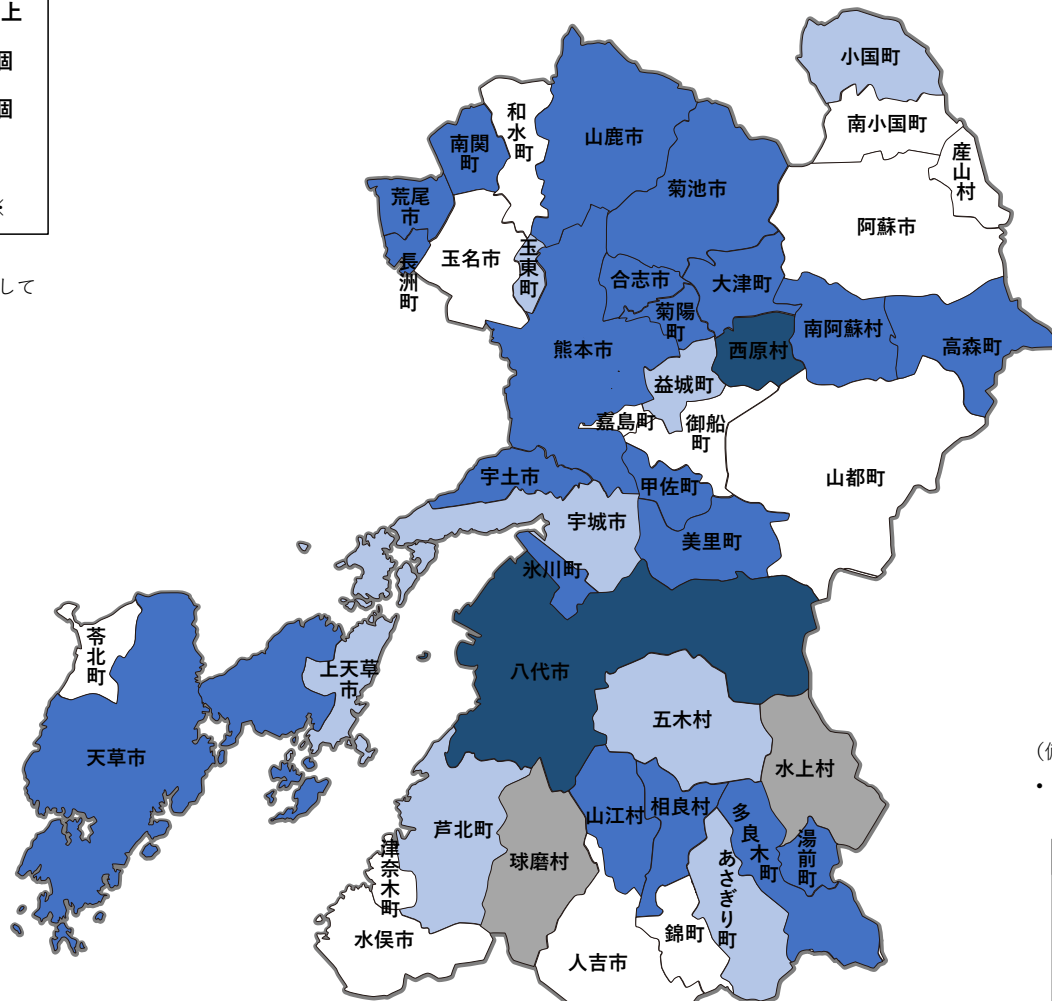 上
個
個
※
して
小国町
南小国町
産山村
和水町
山鹿市
南関町
菊池市
荒尾市
阿蘇市
玉名市
玉東町
長洲町
合志市
大津町
菊陽町
南阿蘇村
高森町
熊本市
西原村
益城町
嘉島町
御船町
山都町
宇土市
甲佐町
宇城市
美里町
氷川町
苓北町
上天草市
八代市
五木村
天草市
水上村
山江村
相良村
多良木町
湯前町
芦北町
津奈木町
球磨村
あさぎり町
水俣市
錦町
人吉市
・